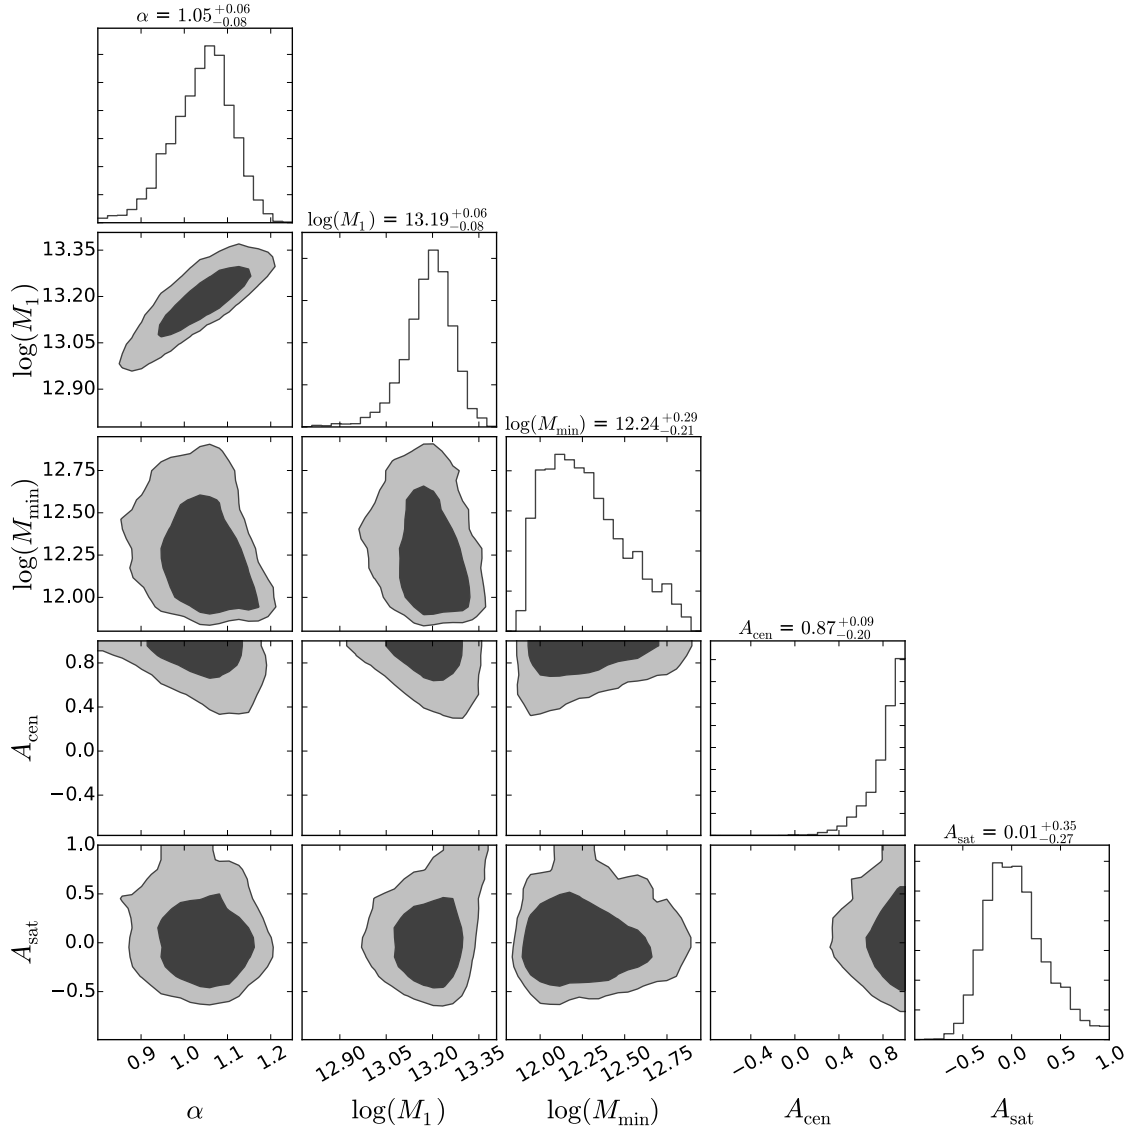 α = 1.05 +0.06 −0.08
log(M1) = 13.19 +0.06 −0.08
13.35
13.20
13.05
12.90
log(M1)
log(Mmin) = 12.24 +0.29 −0.21
12.75
12.50
12.25
12.00
log(Mmin)
Acen = 0.87 +0.09 −0.20
0.8
0.4
0.0
−0.4
Acen
Asat = 0.01 +0.35 −0.27
1.0
0.5
0.0
−0.5
Asat
0.9 1.0 1.1 1.2
12.90 13.05 13.20 13.35
12.00 12.25 12.50 12.75
−0.4 0.0 0.4 0.8
−0.5 0.0 0.5 1.0
α
log(M1)
log(Mmin)
Acen
Asat